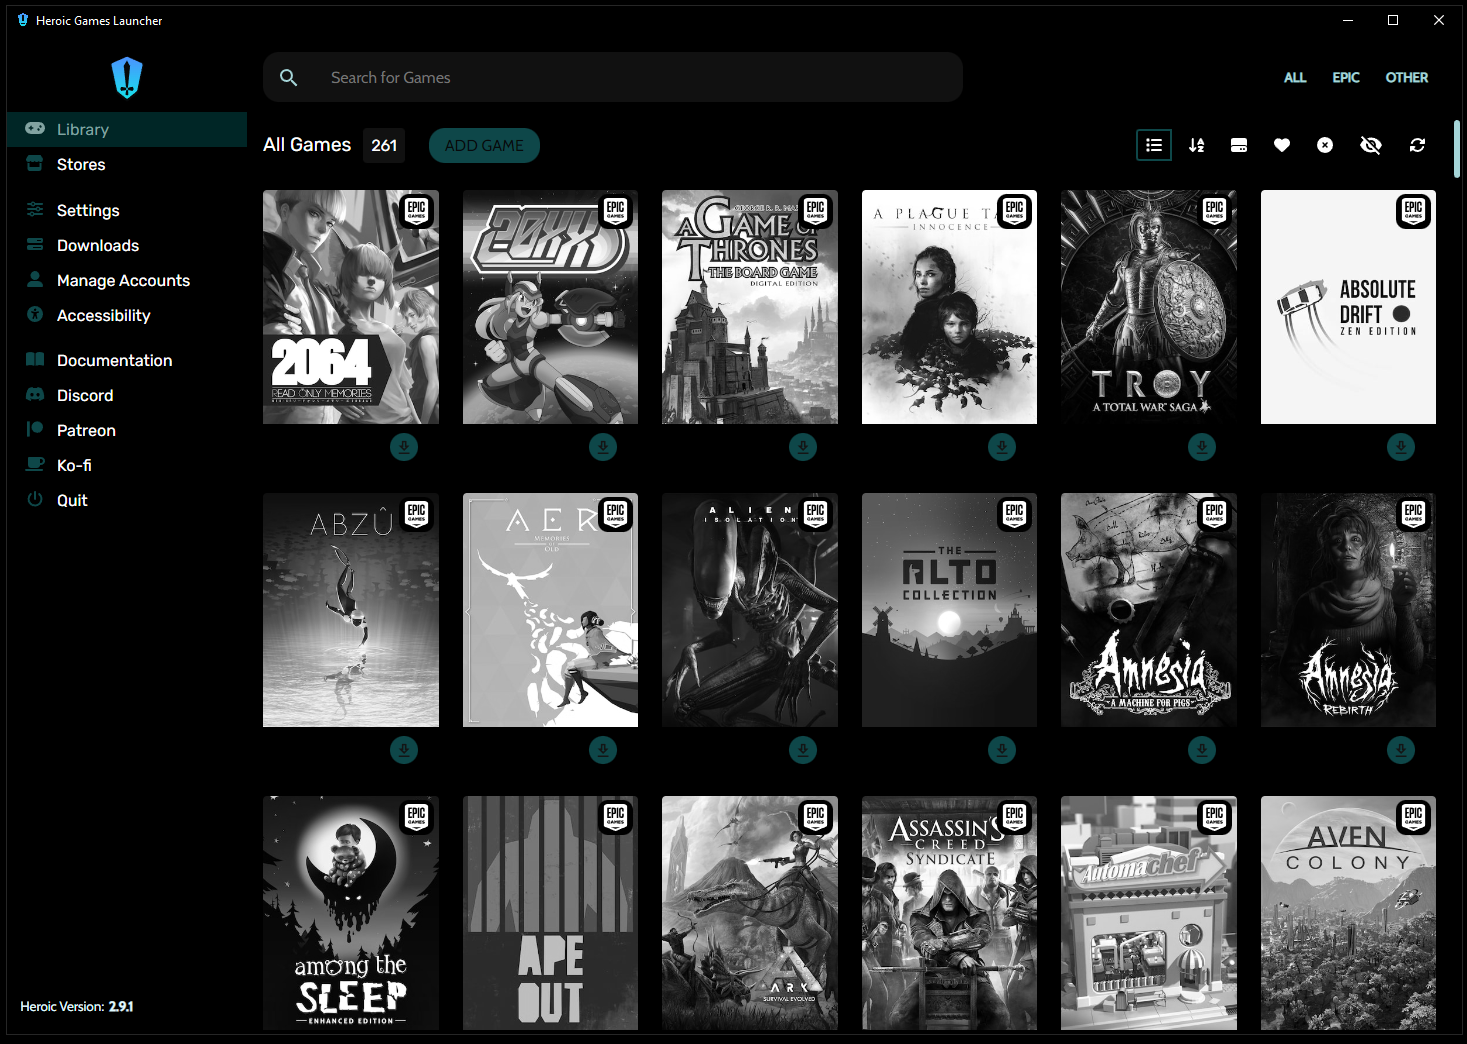 Heroic Games Launcher
Search for Games
ALL
EPIC
OTHER
Library
Stores
Settings
Downloads
Manage Accounts
Accessibility
Documentation
Discord
Patreon
Ko-fi
Quit
Heroic Version: 2.9.1
All Games 261
ADD GAME
EPIC
GAMES
2064
READ ONLY MEMORIES
EPIC
GAMES
20XX
EPIC
GAMES
A GAME OF
THRONES
THE BOARD GAME
DIGITAL EDITION
EPIC
GAMES
A PLAGUE TA
INNOCENCE
EPIC
GAMES
TROY
A TOTAL WAR SAGA
EPIC
GAMES
ABSOLUTE
DRIFT
ZEN EDITION
EPIC
GAMES
ABZÛ
EPIC
GAMES
AER
MEMORIES
OF
OLD
EPIC
GAMES
ALIEN
ISOLATION
EPIC
GAMES
THE
ALTO
COLLECTION
EPIC
GAMES
Amnesia
A MACHINE FOR PIGS
EPIC
GAMES
Amnesia
REBIRTH
EPIC
GAMES
among the
SLEEP
ENHANCED EDITION
EPIC
GAMES
APE
OUT
EPIC
GAMES
ARK
SURVIVAL EVOLVED
EPIC
GAMES
ASSASSIN'S
CREED
SYNDICATE
EPIC
GAMES
Automachef
EPIC
GAMES
AVEN
COLONY